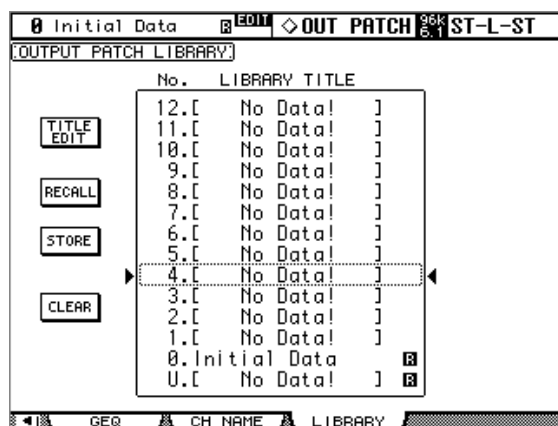 0 Initial Data R EDIT ◇OUT PATCH 96k 6.1 ST-L-ST
OUTPUT PATCH LIBRARY
No. LIBRARY TITLE
12.[ No Data! ]
11.[ No Data! ]
10.[ No Data! ]
9.[ No Data! ]
8.[ No Data! ]
7.[ No Data! ]
6.[ No Data! ]
5.[ No Data! ]
4.[ No Data! ]
3.[ No Data! ]
2.[ No Data! ]
1.[ No Data! ]
0.Initial Data R
U.[ No Data! ] R
TITLE EDIT
RECALL
STORE
CLEAR
GEQ CH NAME LIBRARY